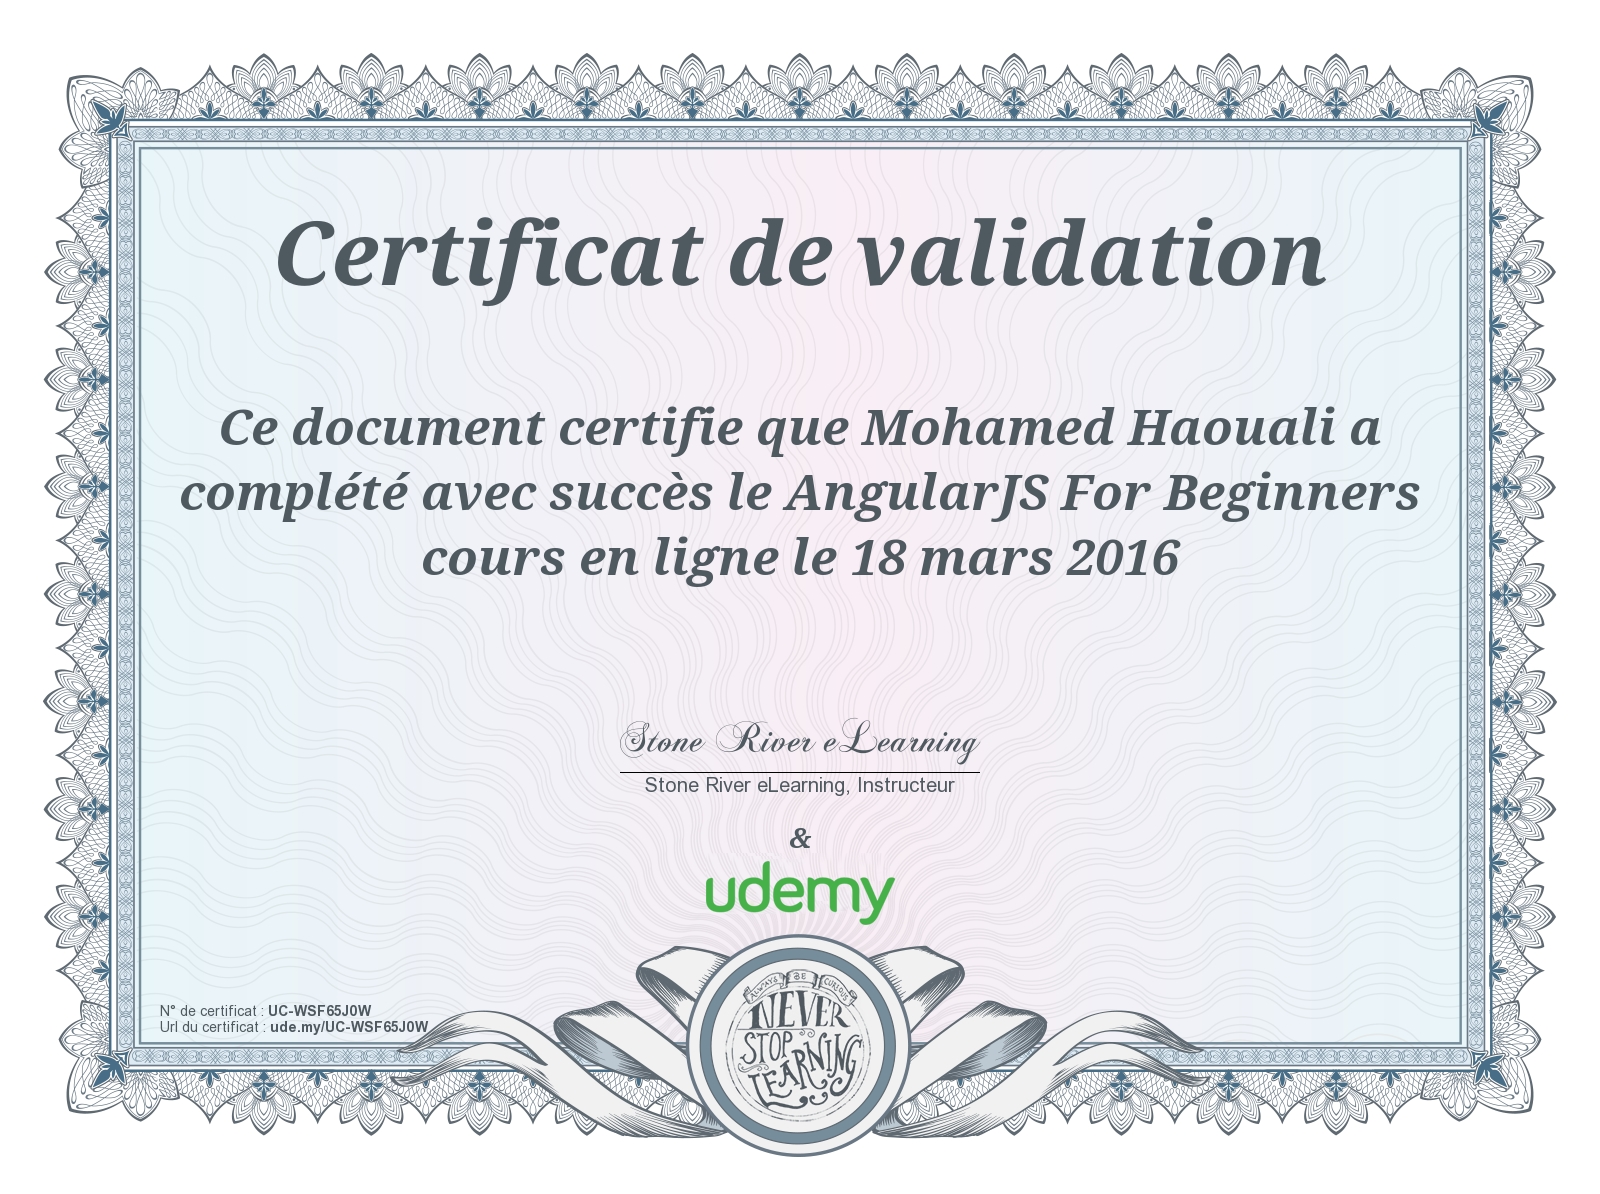 Certificat de validation
Ce document certifie que Mohamed Haouali a
complété avec succès le AngularJS For Beginners
cours en ligne le 18 mars 2016
Stone River eLearning
Stone River eLearning, Instructeur
&
udemy
N° de certificat : UC-WSF65J0W
Url du certificat : ude.my/UC-WSF65J0W
ALWAYS BE CURIOUS
NEVER
STOP
LEARNING